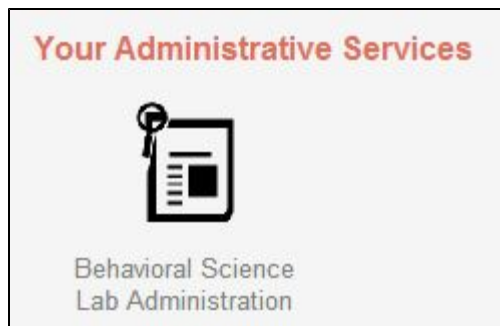 Your Administrative Services
Behavioral Science
Lab Administration